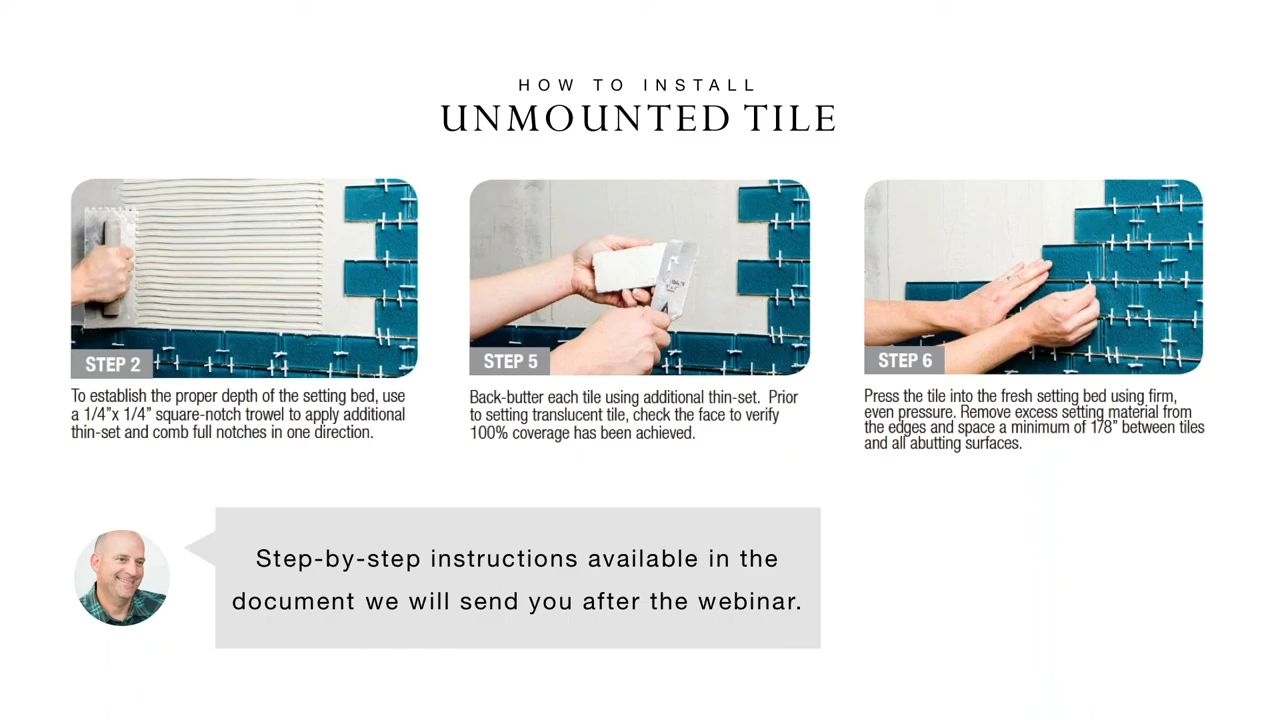 HOW TO INSTALL
UNMOUNTED TILE
STEP 2
To establish the proper depth of the setting bed, use
a 1/4”x 1/4” square-notch trowel to apply additional
thin-set and comb full notches in one direction.
STEP 5
Back-butter each tile using additional thin-set. Prior
to setting translucent tile, check the face to verify
100% coverage has been achieved.
STEP 6
Press the tile into the fresh setting bed using firm,
even pressure. Remove excess setting material from
the edges and space a minimum of 1/8” between tiles
and all abutting surfaces.
Step-by-step instructions available in the
document we will send you after the webinar.